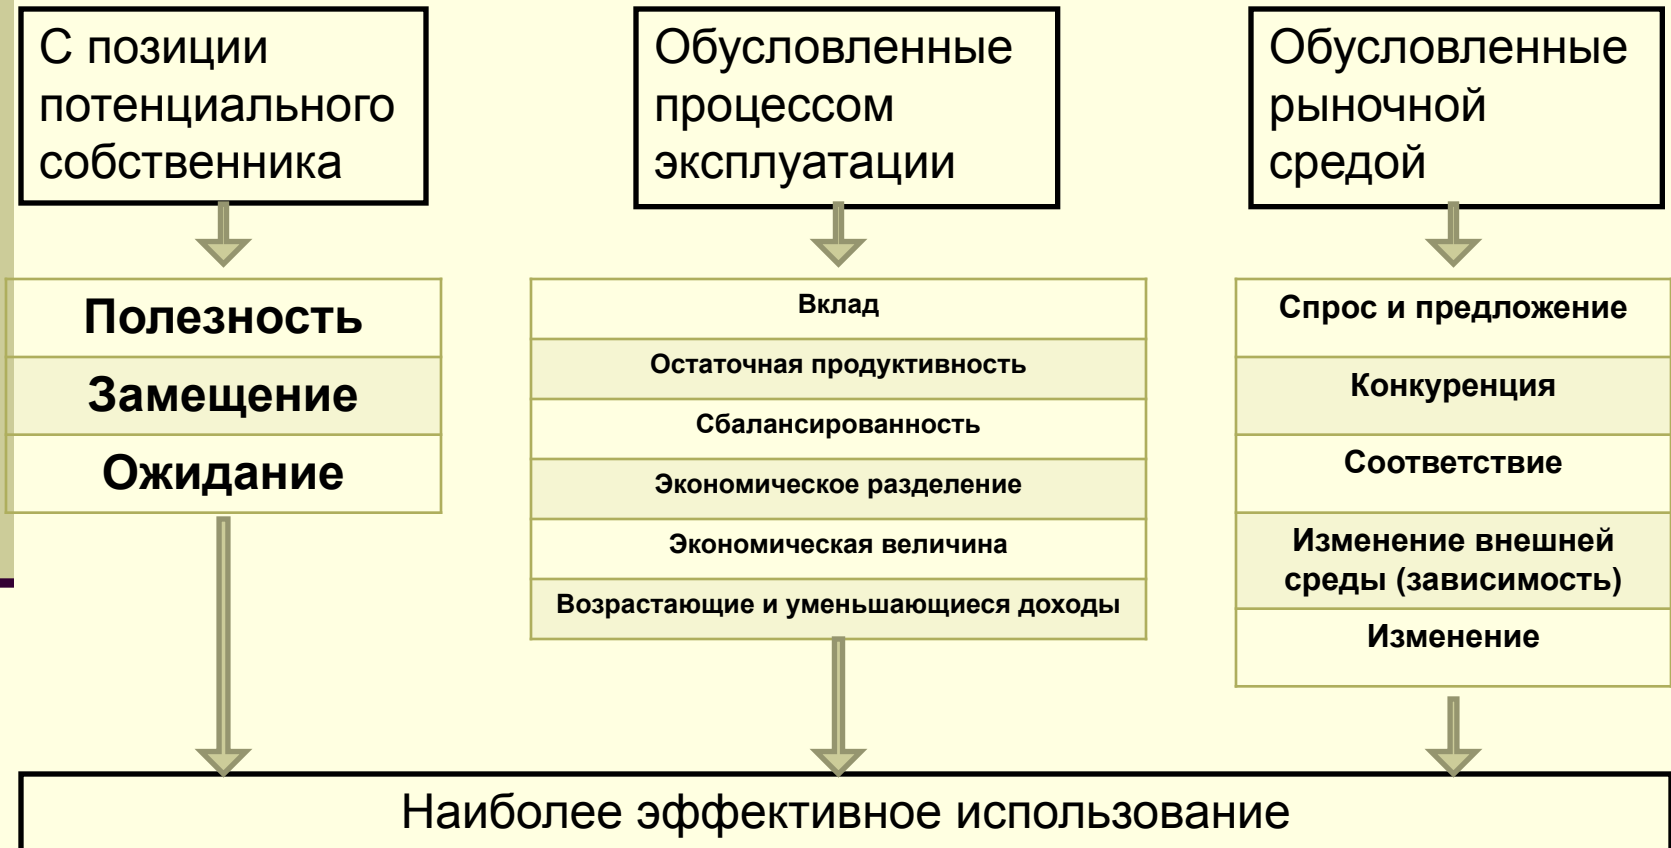 С позиции
потенциального
собственника
Полезность
Замещение
Ожидание
Обусловленные
процессом
эксплуатации
Вклад
Остаточная продуктивность
Сбалансированность
Экономическое разделение
Экономическая величина
Возрастающие и уменьшающиеся доходы
Обусловленные
рыночной
средой
Спрос и предложение
Конкуренция
Соответствие
Изменение внешней
среды (зависимость)
Изменение
Наиболее эффективное использование